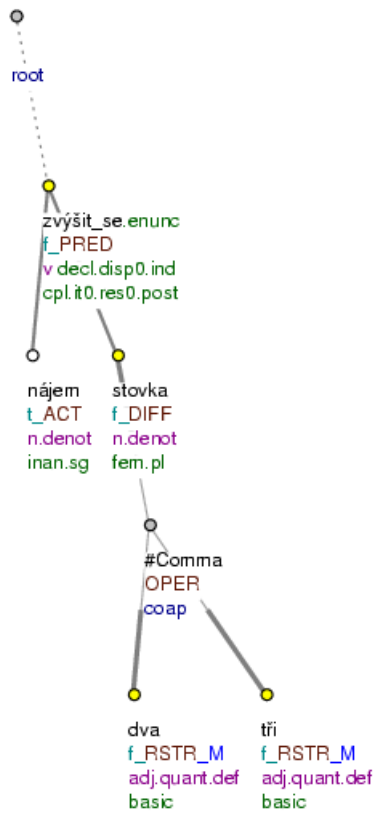 root
zvýšit_se.enunc
f_PRED
v decl.disp0.ind
cpl.it0.res0.post
nájem
t_ACT
n.denot
inan.sg
stovka
f_DIFF
n.denot
fem.pl
#Comma
OPER
coap
dva
f_RSTR_M
adj.quant.def
basic
tři
f_RSTR_M
adj.quant.def
basic